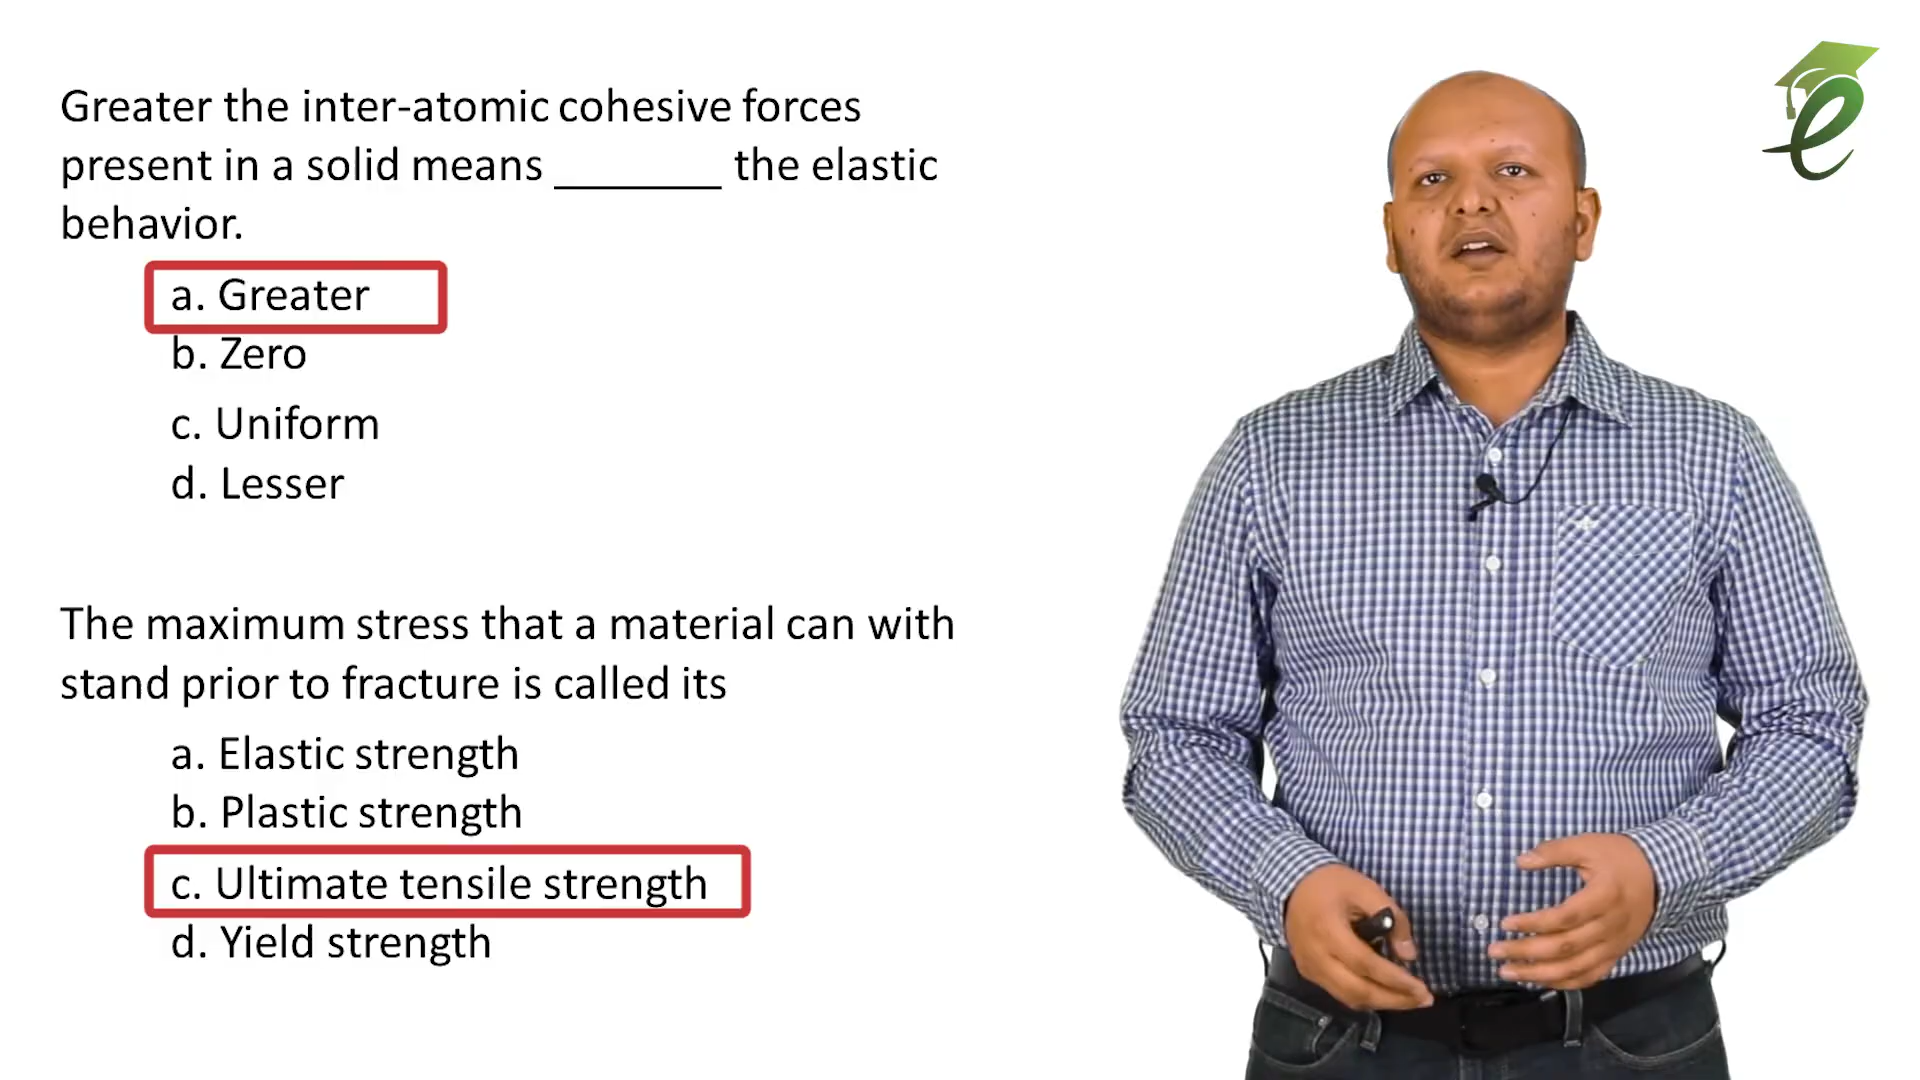 Greater the inter-atomic cohesive forces
present in a solid means _______ the elastic
behavior.
a. Greater
b. Zero
c. Uniform
d. Lesser
The maximum stress that a material can with
stand prior to fracture is called its
a. Elastic strength
b. Plastic strength
c. Ultimate tensile strength
d. Yield strength